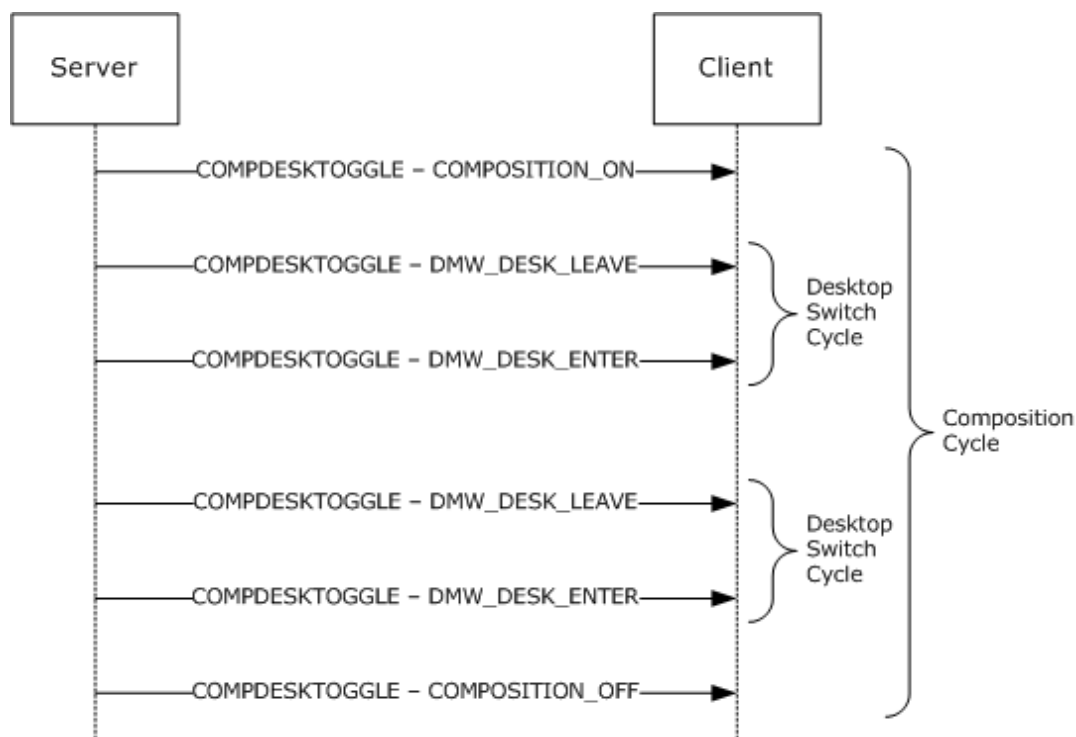 Server
Client
COMPDESKTOGGLE – COMPOSITION_ON
COMPDESKTOGGLE – DMW_DESK_LEAVE
Desktop
Switch
Cycle
COMPDESKTOGGLE – DMW_DESK_ENTER
Composition
Cycle
COMPDESKTOGGLE – DMW_DESK_LEAVE
Desktop
Switch
Cycle
COMPDESKTOGGLE – DMW_DESK_ENTER
COMPDESKTOGGLE – COMPOSITION_OFF